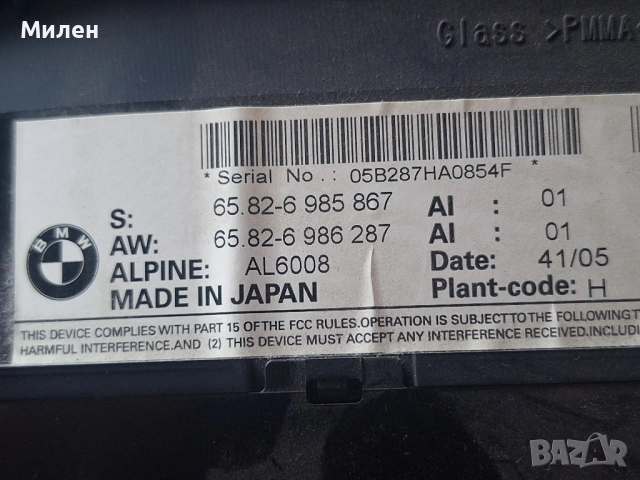 Милен
Glass >PMMA
* Serial No.: 05B287HA0854F *
S: 65.82-6 985 867 AI : 01
AW: 65.82-6 986 287 AI : 01
ALPINE: AL6008 Date: 41/05
MADE IN JAPAN Plant-code: H
BMW
THIS DEVICE COMPLIES WITH PART 15 OF THE FCC RULES.OPERATION IS SUBJECT TO THE FOLLOWING
HARMFUL INTERFERENCE.AND (2) THIS DEVICE MUST ACCEPT ANY INTERFERENCE RECEIVED.INCLUDI
BAZAR